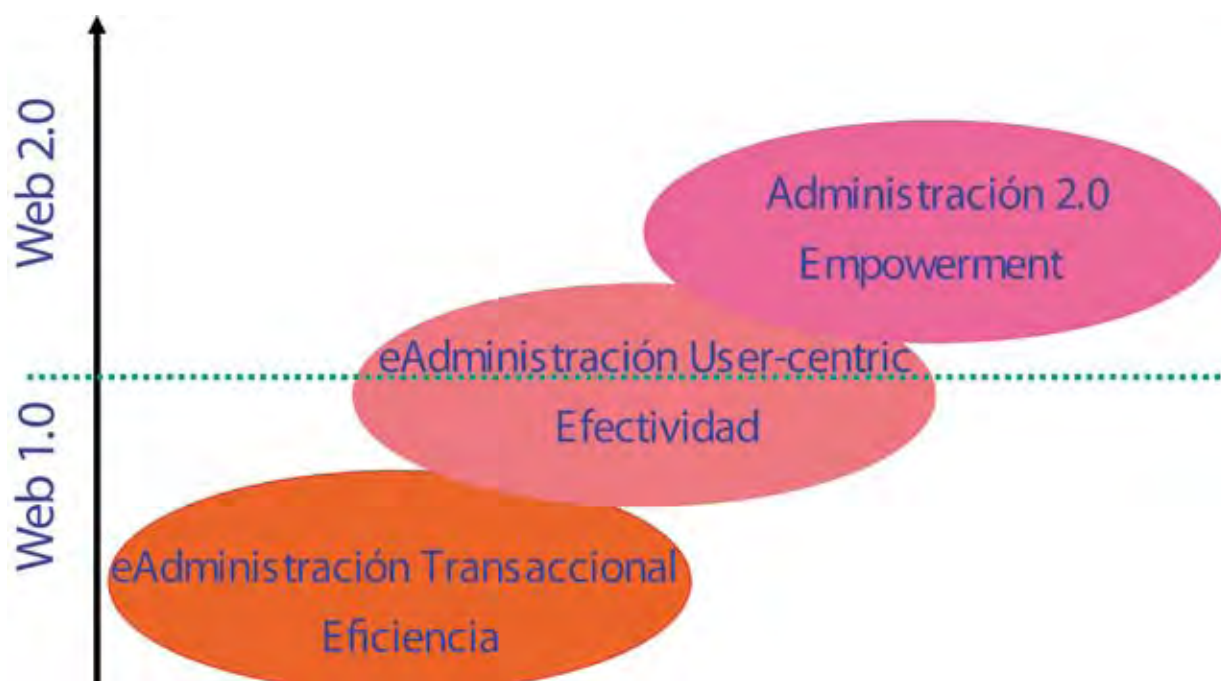 Web 2.0
Administración 2.0
Empowerment
eAdministración User-centric
Efectividad
Web 1.0
eAdministración Transaccional
Eficiencia